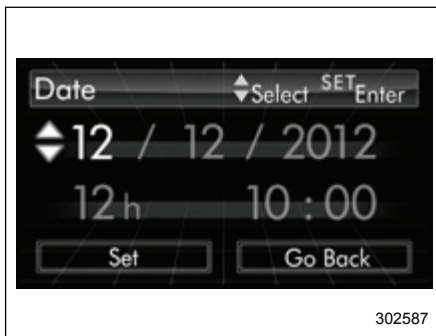 Date Select SET Enter
12 / 12 / 2012
12h 10:00
Set Go Back
302587